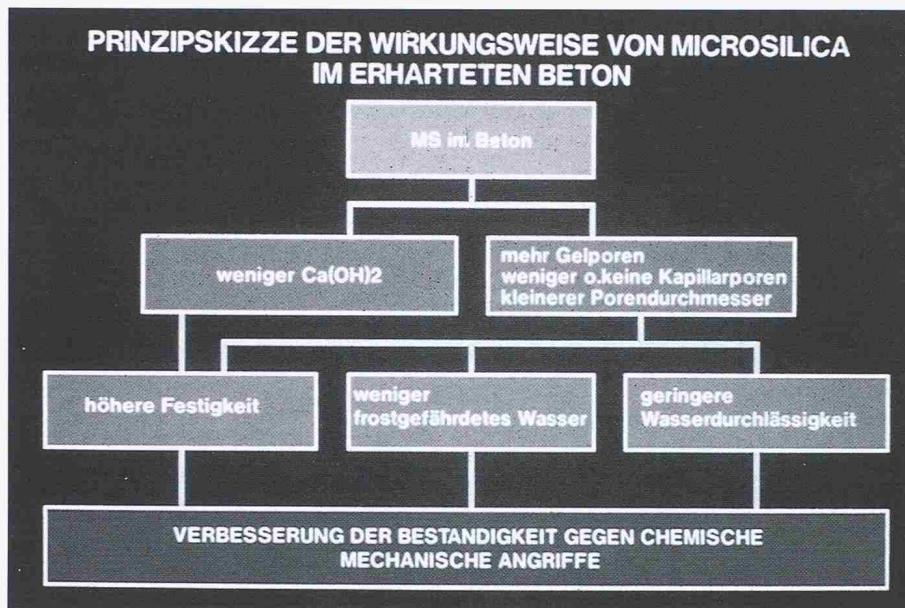 PRINZIPSKIZZE DER WIRKUNGSWEISE VON MICROSILICA
IM ERHARTETEN BETON
MS im Beton
weniger Ca(OH)2
mehr Gelporen
weniger o.keine Kapillarporen
kleinerer Porendurchmesser
höhere Festigkeit
weniger
frostgefährdetes Wasser
geringere
Wasserdurchlässigkeit
VERBESSERUNG DER BESTANDIGKEIT GEGEN CHEMISCHE
MECHANISCHE ANGRIFFE